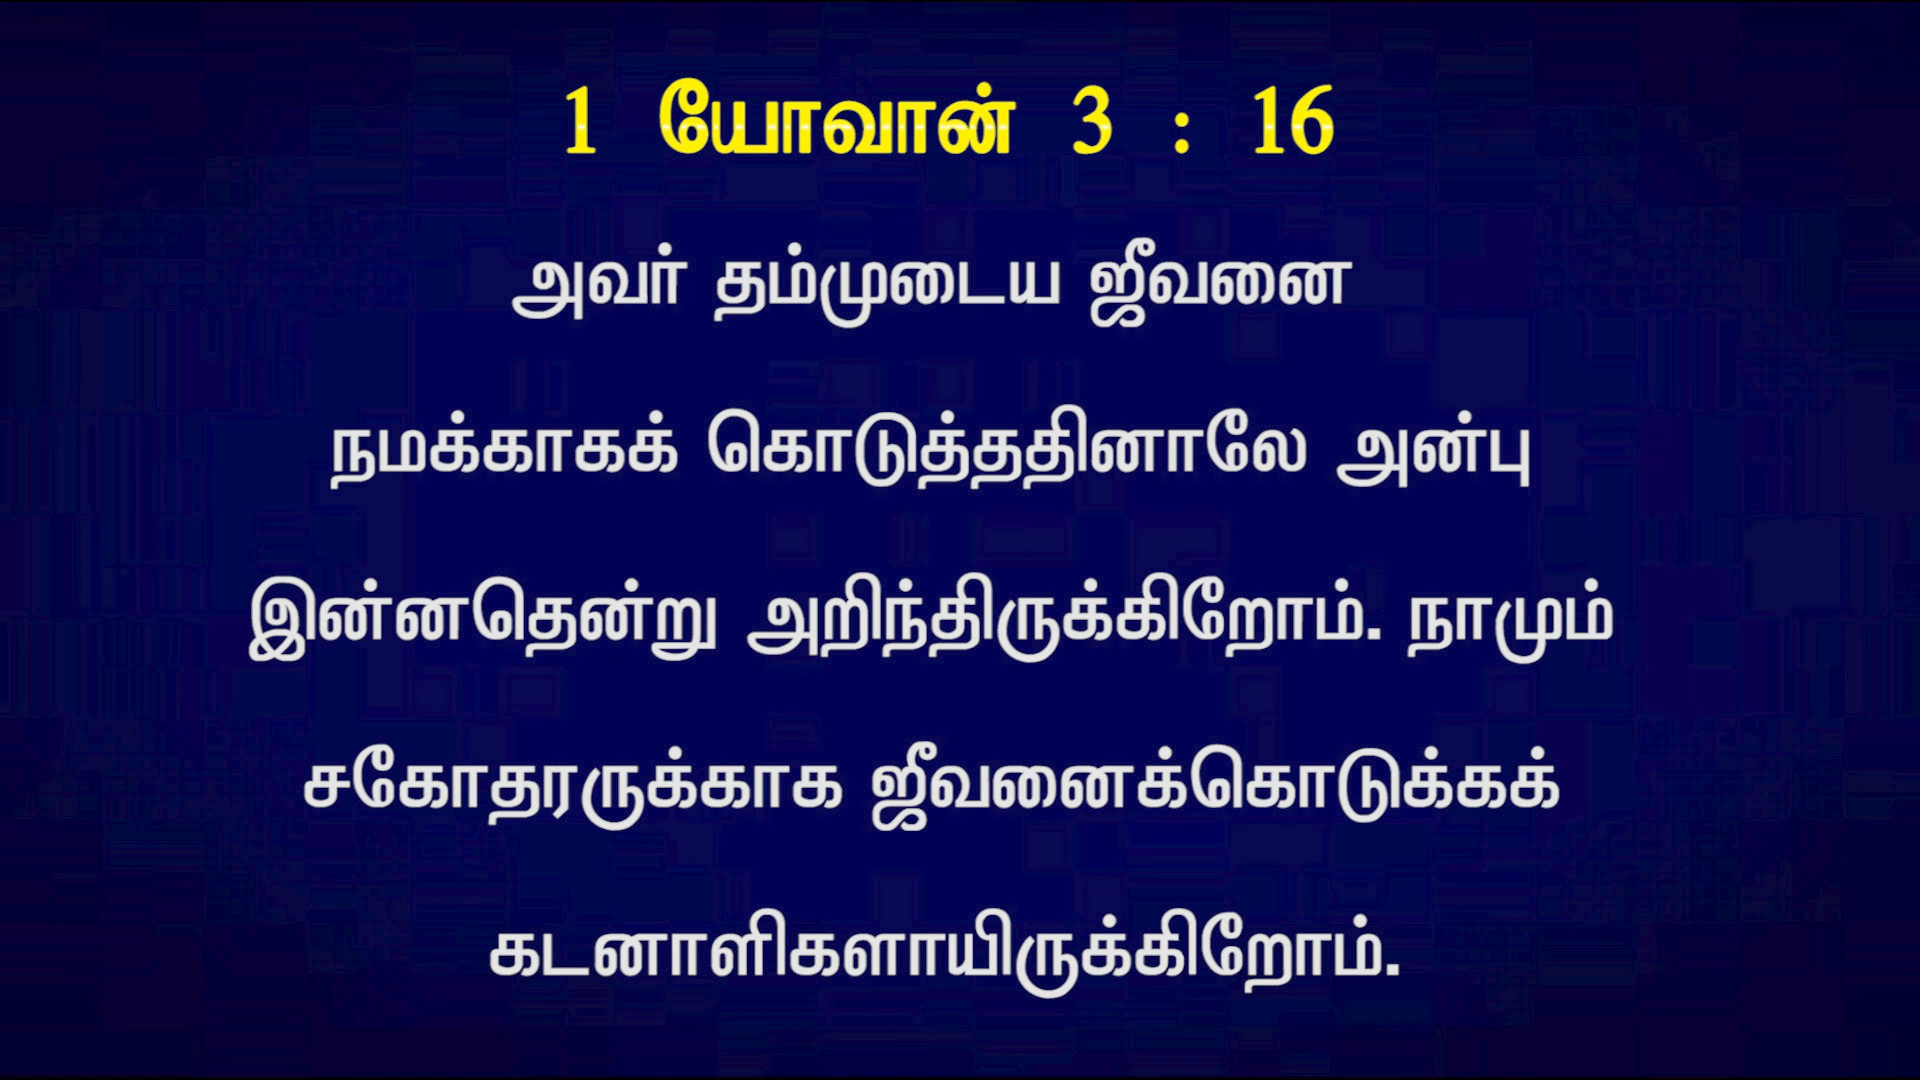 1 யோவான் 3 : 16
அவர் தம்முடைய ஜீவனை
நமக்காகக் கொடுத்ததினாலே அன்பு
இன்னதென்று அறிந்திருக்கிறோம். நாமும்
சகோதரருக்காக ஜீவனைக்கொடுக்கக்
கடனாளிகளாயிருக்கிறோம்.